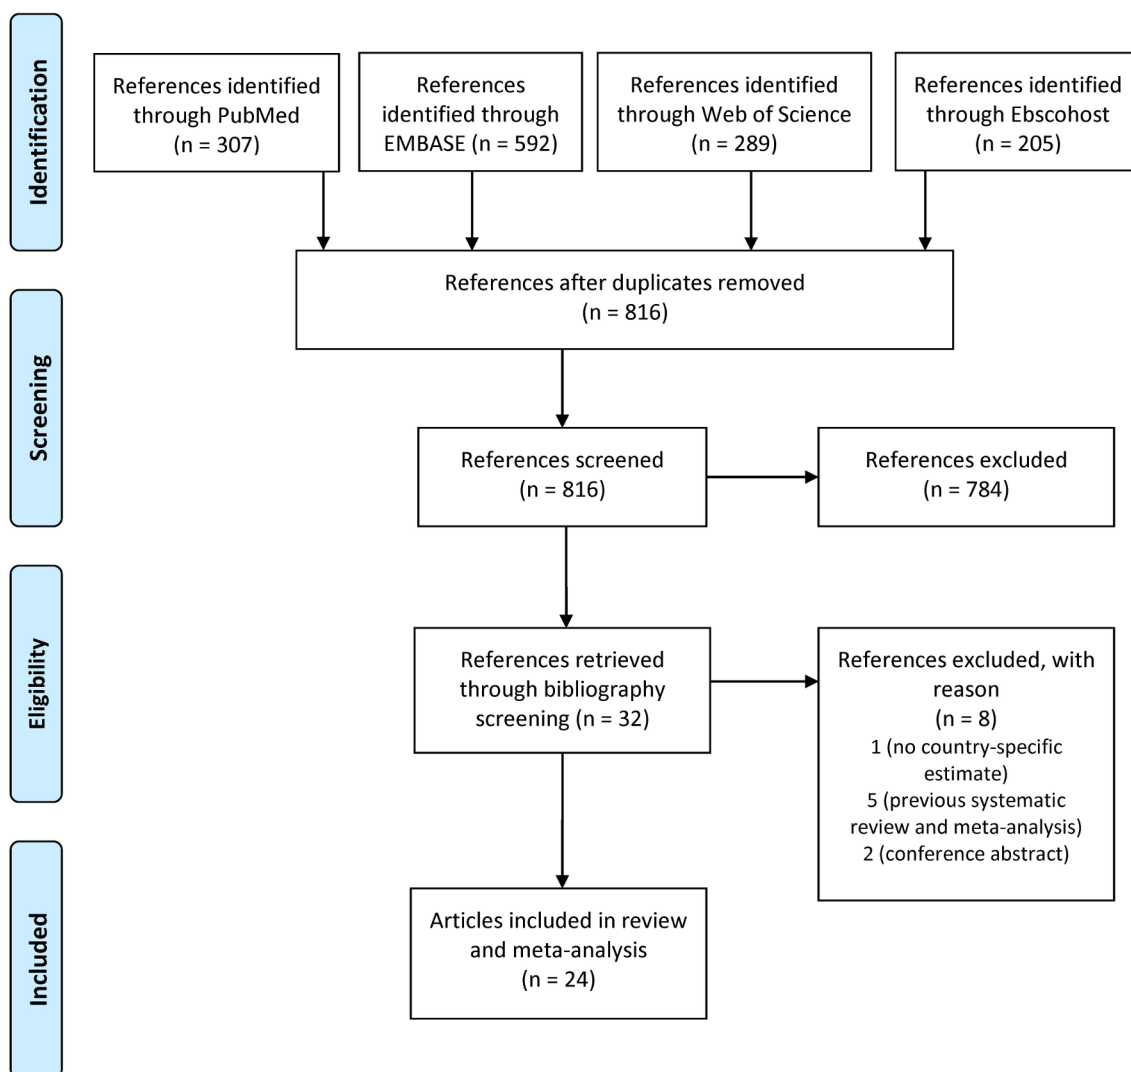 Identification
References identified
through PubMed
(n = 307)
References
identified through
EMBASE (n = 592)
References identified
through Web of Science
(n = 289)
References identified
through Ebscohost
(n = 205)
References after duplicates removed
(n = 816)
Screening
References screened
(n = 816)
References excluded
(n = 784)
Eligibility
References retrieved
through bibliography
screening (n = 32)
References excluded, with
reason
(n = 8)
1 (no country-specific
estimate)
5 (previous systematic
review and meta-analysis)
2 (conference abstract)
Included
Articles included in review
and meta-analysis
(n = 24)